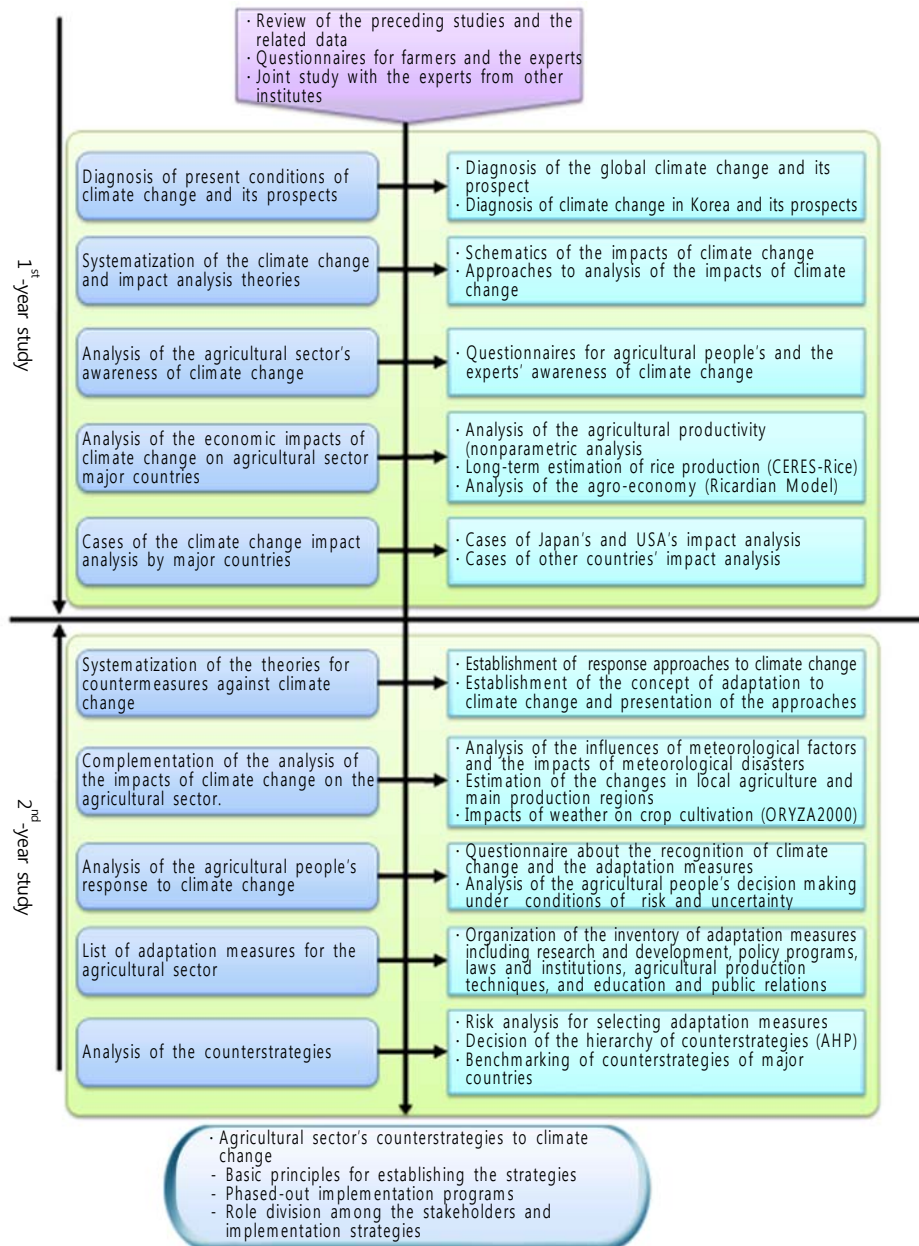 · Review of the preceding studies and the
related data
· Questionnaires for farmers and the experts
· Joint study with the experts from other
institutes
1st-year study
Diagnosis of present conditions of
climate change and its prospects
· Diagnosis of the global climate change and its
prospect
· Diagnosis of climate change in Korea and its prospects
Systematization of the climate change
and impact analysis theories
· Schematics of the impacts of climate change
· Approaches to analysis of the impacts of climate
change
Analysis of the agricultural sector's
awareness of climate change
· Questionnaires for agricultural people's and the
experts' awareness of climate change
Analysis of the economic impacts of
climate change on agricultural sector
major countries
· Analysis of the agricultural productivity
(nonparametric analysis
· Long-term estimation of rice production (CERES-Rice)
· Analysis of the agro-economy (Ricardian Model)
Cases of the climate change impact
analysis by major countries
· Cases of Japan's and USA's impact analysis
· Cases of other countries' impact analysis
2nd-year study
Systematization of the theories for
countermeasures against climate
change
· Establishment of response approaches to climate change
· Establishment of the concept of adaptation to
climate change and presentation of the approaches
Complementation of the analysis of
the impacts of climate change on the
agricultural sector.
· Analysis of the influences of meteorological factors
and the impacts of meteorological disasters
· Estimation of the changes in local agriculture and
main production regions
· Impacts of weather on crop cultivation (ORYZA2000)
Analysis of the agricultural people's
response to climate change
· Questionnaire about the recognition of climate
change and the adaptation measures
· Analysis of the agricultural people's decision making
under conditions of risk and uncertainty
List of adaptation measures for the
agricultural sector
· Organization of the inventory of adaptation measures
including research and development, policy programs,
laws and institutions, agricultural production
techniques, and education and public relations
Analysis of the counterstrategies
· Risk analysis for selecting adaptation measures
· Decision of the hierarchy of counterstrategies (AHP)
· Benchmarking of counterstrategies of major
countries
· Agricultural sector's counterstrategies to climate
change
- Basic principles for establishing the strategies
- Phased-out implementation programs
- Role division among the stakeholders and
implementation strategies